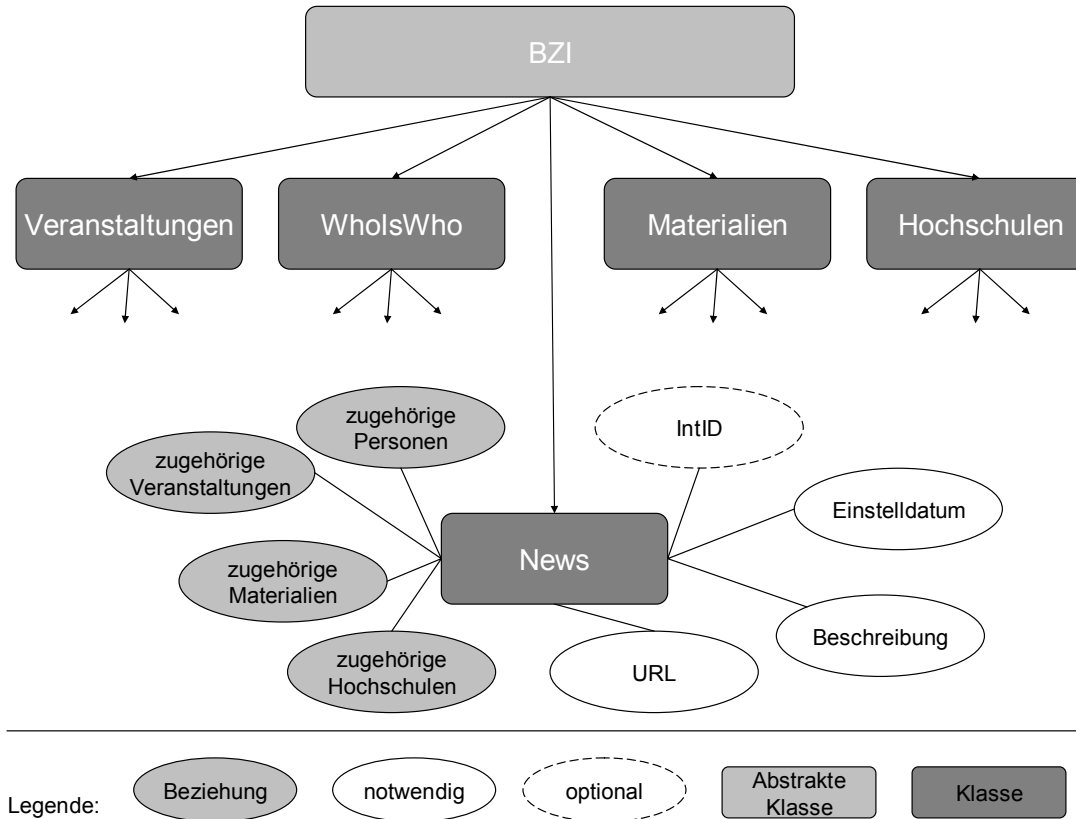 BZI
Veranstaltungen
WhoIsWho
Materialien
Hochschulen
zugehörige
Personen
IntID
zugehörige
Veranstaltungen
Einstelldatum
News
zugehörige
Materialien
Beschreibung
zugehörige
Hochschulen
URL
Legende:
Beziehung
notwendig
optional
Abstrakte
Klasse
Klasse